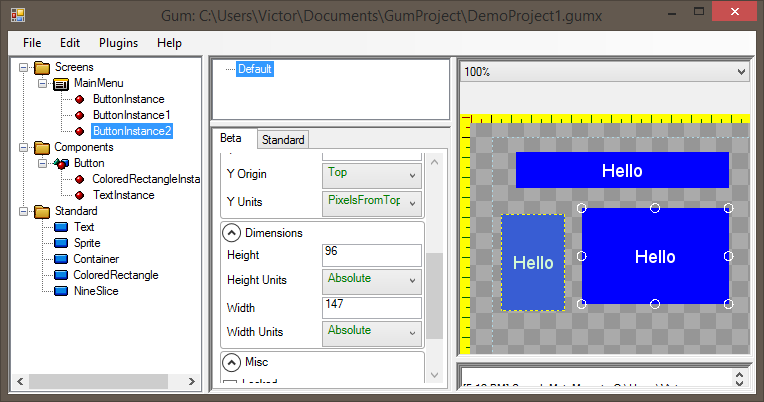 Gum: C:\Users\Victor\Documents\GumProject\DemoProject1.gumx
File Edit Plugins Help
Screens
MainMenu
ButtonInstance
ButtonInstance1
ButtonInstance2
Components
Button
ColoredRectangleInsta
TextInstance
Standard
Text
Sprite
Container
ColoredRectangle
NineSlice
Default
Beta Standard
Y Origin Top
Y Units PixelsFromTop
Dimensions
Height 96
Height Units Absolute
Width 147
Width Units Absolute
Misc
Locked
100%
Hello
Hello
Hello